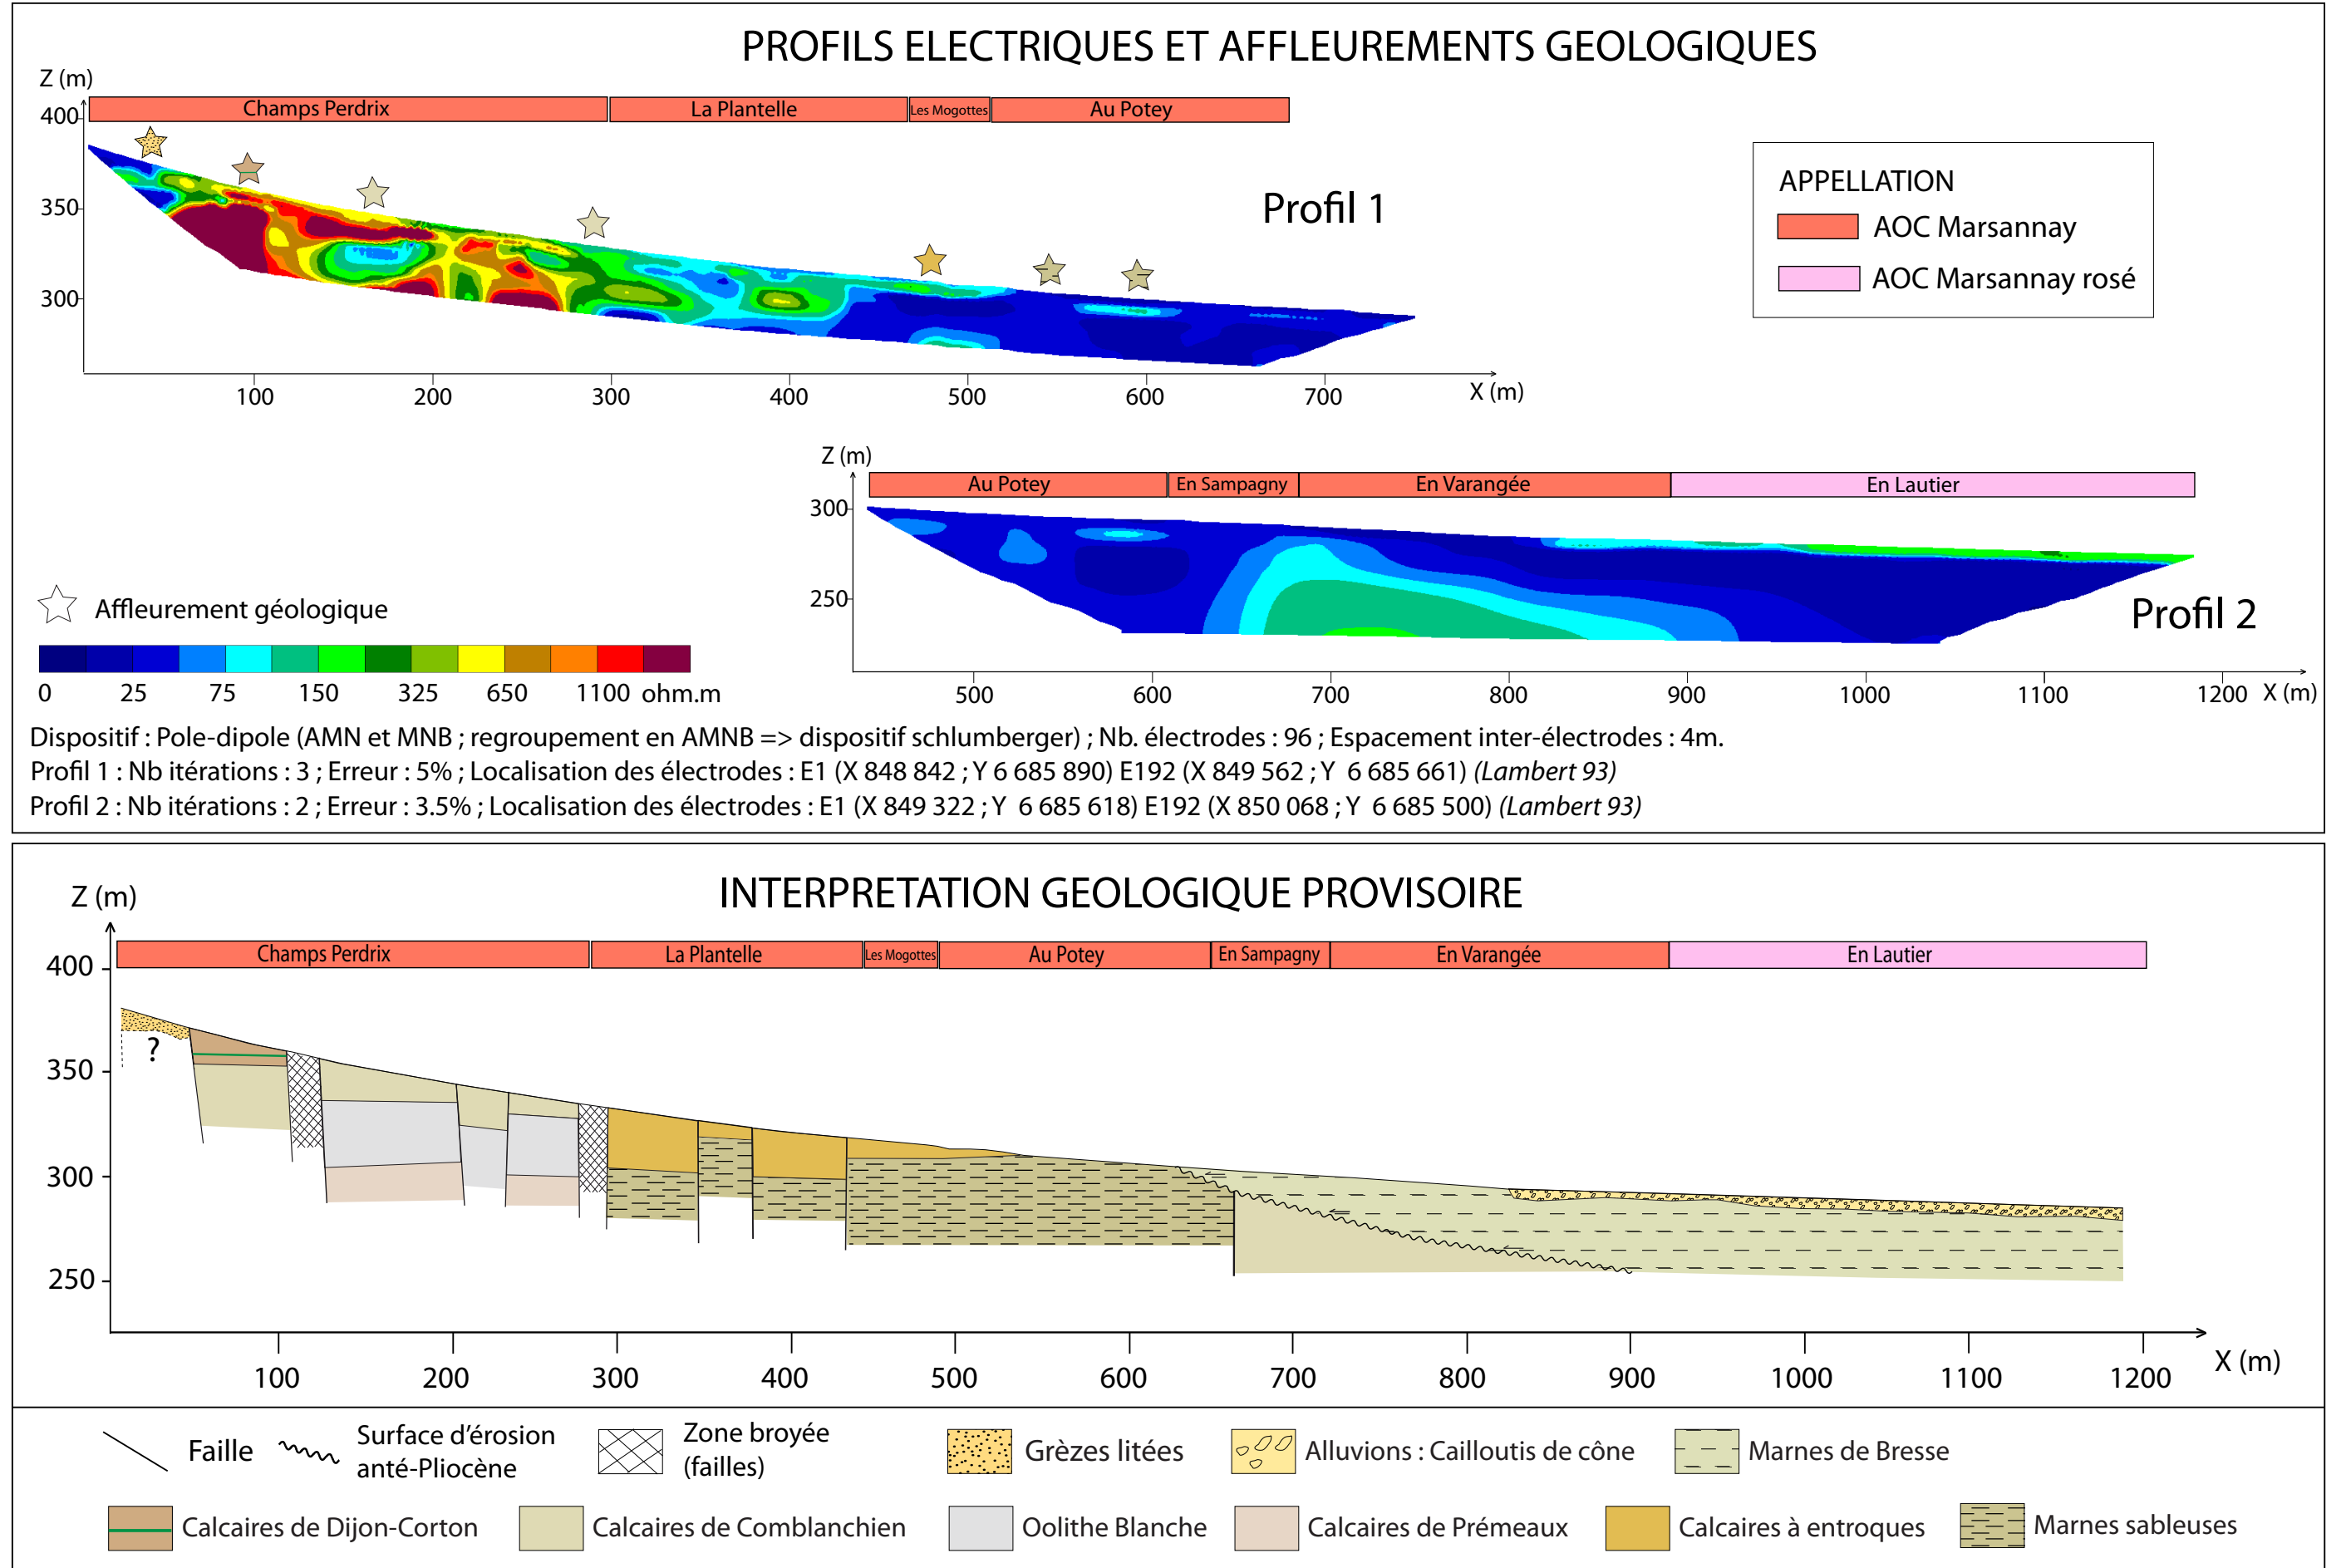 PROFILS ELECTRIQUES ET AFFLEUREMENTS GEOLOGIQUES
Z (m)
Champs Perdrix La Plantelle Les Mogottes Au Potey
400
350
300
Profil 1
100 200 300 400 500 600 700 X (m)
APPELLATION
AOC Marsannay
AOC Marsannay rosé
Z (m)
Au Potey En Sampagny En Varangée En Lautier
300
250
Profil 2
500 600 700 800 900 1000 1100 1200 X (m)
Affleurement géologique
0 25 75 150 325 650 1100 ohm.m
Dispositif : Pole-dipole (AMN et MNB ; regroupement en AMNB => dispositif schlumberger) ; Nb. électrodes : 96 ; Espacement inter-électrodes : 4m.
Profil 1 : Nb itérations : 3 ; Erreur : 5% ; Localisation des électrodes : E1 (X 848 842 ; Y 6 685 890) E192 (X 849 562 ; Y 6 685 661) (Lambert 93)
Profil 2 : Nb itérations : 2 ; Erreur : 3.5% ; Localisation des électrodes : E1 (X 849 322 ; Y 6 685 618) E192 (X 850 068 ; Y 6 685 500) (Lambert 93)
INTERPRETATION GEOLOGIQUE PROVISOIRE
Z (m)
Champs Perdrix La Plantelle Les Mogottes Au Potey En Sampagny En Varangée En Lautier
400
350
300
250
?
100 200 300 400 500 600 700 800 900 1000 1100 1200 X (m)
Faille
Surface d'érosion
anté-Pliocène
Zone broyée
(failles)
Grèzes litées
Alluvions : Cailloutis de cône
Marnes de Bresse
Calcaires de Dijon-Corton
Calcaires de Comblanchien
Oolithe Blanche
Calcaires de Prémeaux
Calcaires à entroques
Marnes sableuses